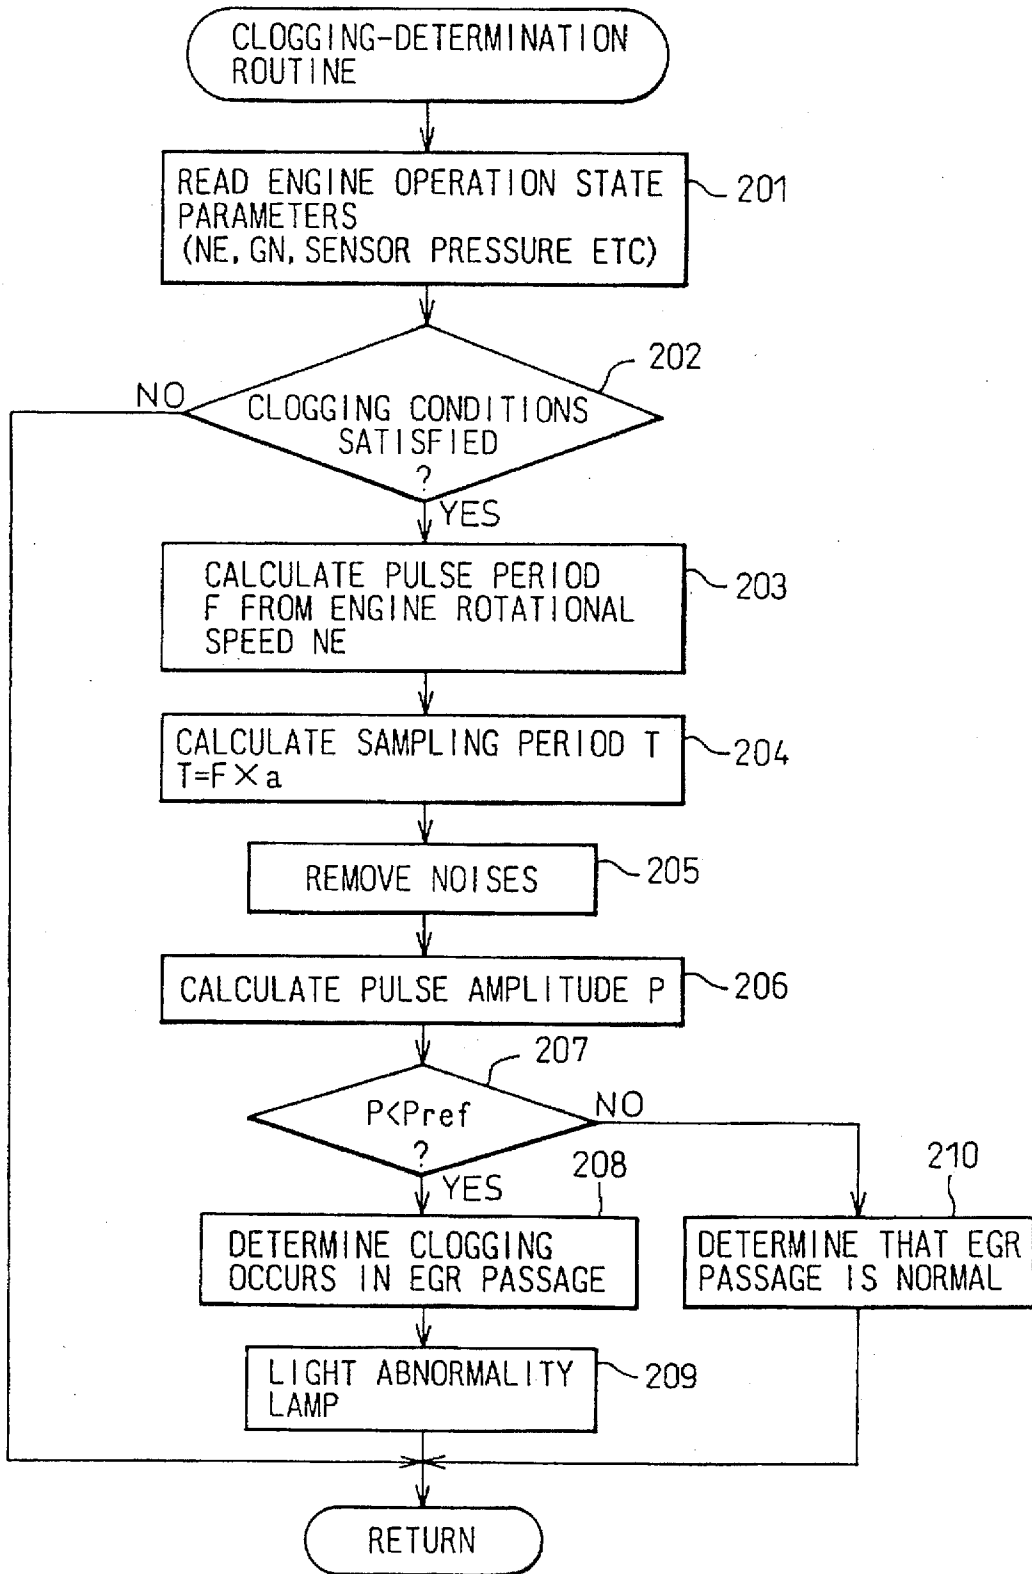 CLOGGING-DETERMINATION
ROUTINE
READ ENGINE OPERATION STATE
PARAMETERS
(NE, GN, SENSOR PRESSURE ETC)
201
202
NO
CLOGGING CONDITIONS
SATISFIED
?
YES
CALCULATE PULSE PERIOD
F FROM ENGINE ROTATIONAL
SPEED NE
203
CALCULATE SAMPLING PERIOD T
T=F×a
204
REMOVE NOISES
205
CALCULATE PULSE AMPLITUDE P
206
207
P<Pref
?
NO
YES
208
210
DETERMINE CLOGGING
OCCURS IN EGR PASSAGE
DETERMINE THAT EGR
PASSAGE IS NORMAL
LIGHT ABNORMALITY
LAMP
209
RETURN